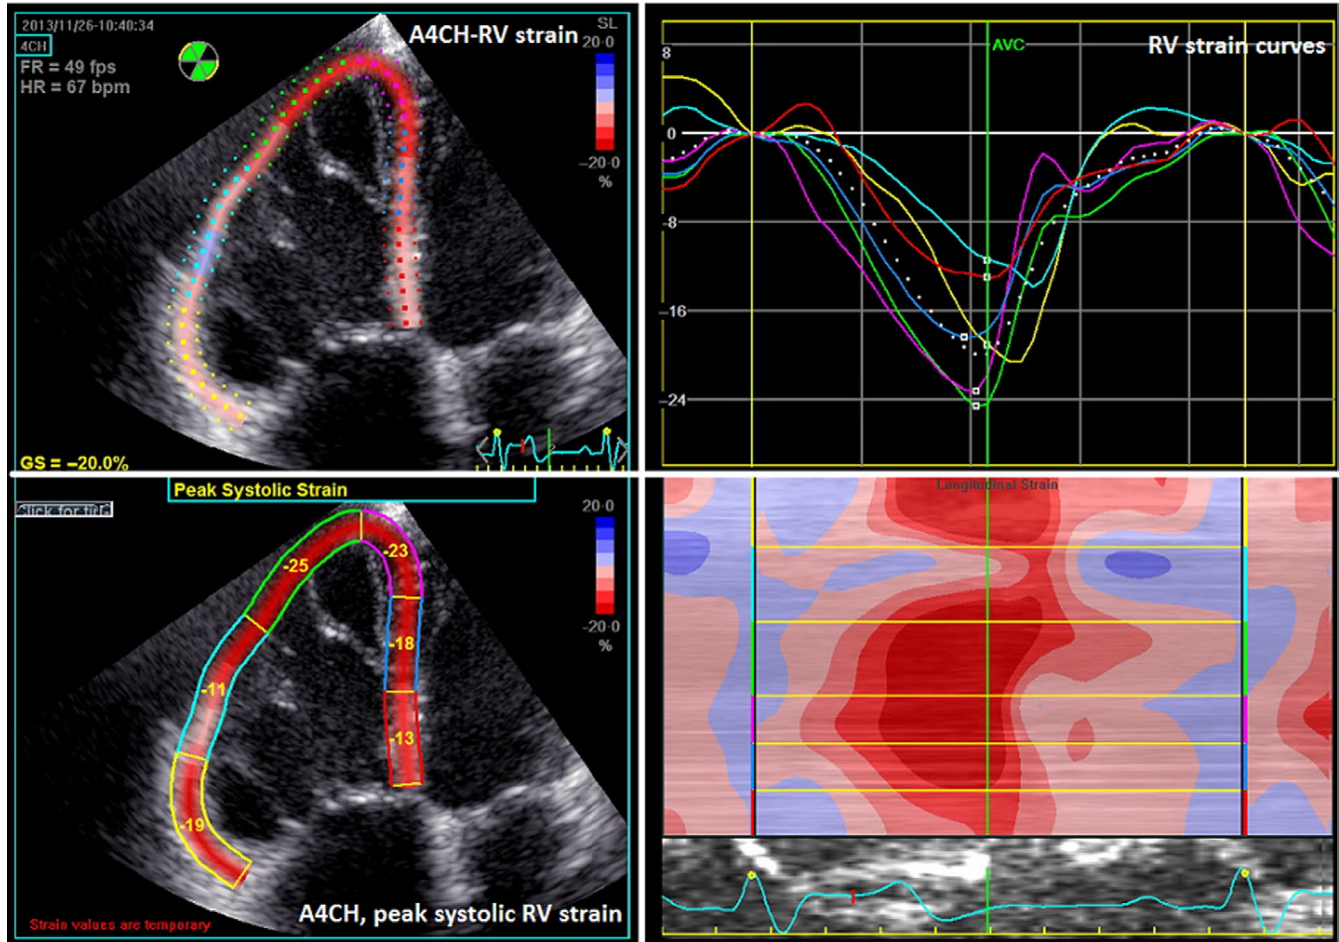 2013/11/26-10:40:34
4CH
FR = 49 fps
HR = 67 bpm
A4CH-RV strain
SL
20.0
-20.0
%
GS = -20.0%
RV strain curves
AVC
8
0
-8
-16
-24
Peak Systolic Strain
20.0
-20.0
%
-25
-23
-18
-11
-13
-19
Strain values are temporary
A4CH, peak systolic RV strain
Longitudinal Strain